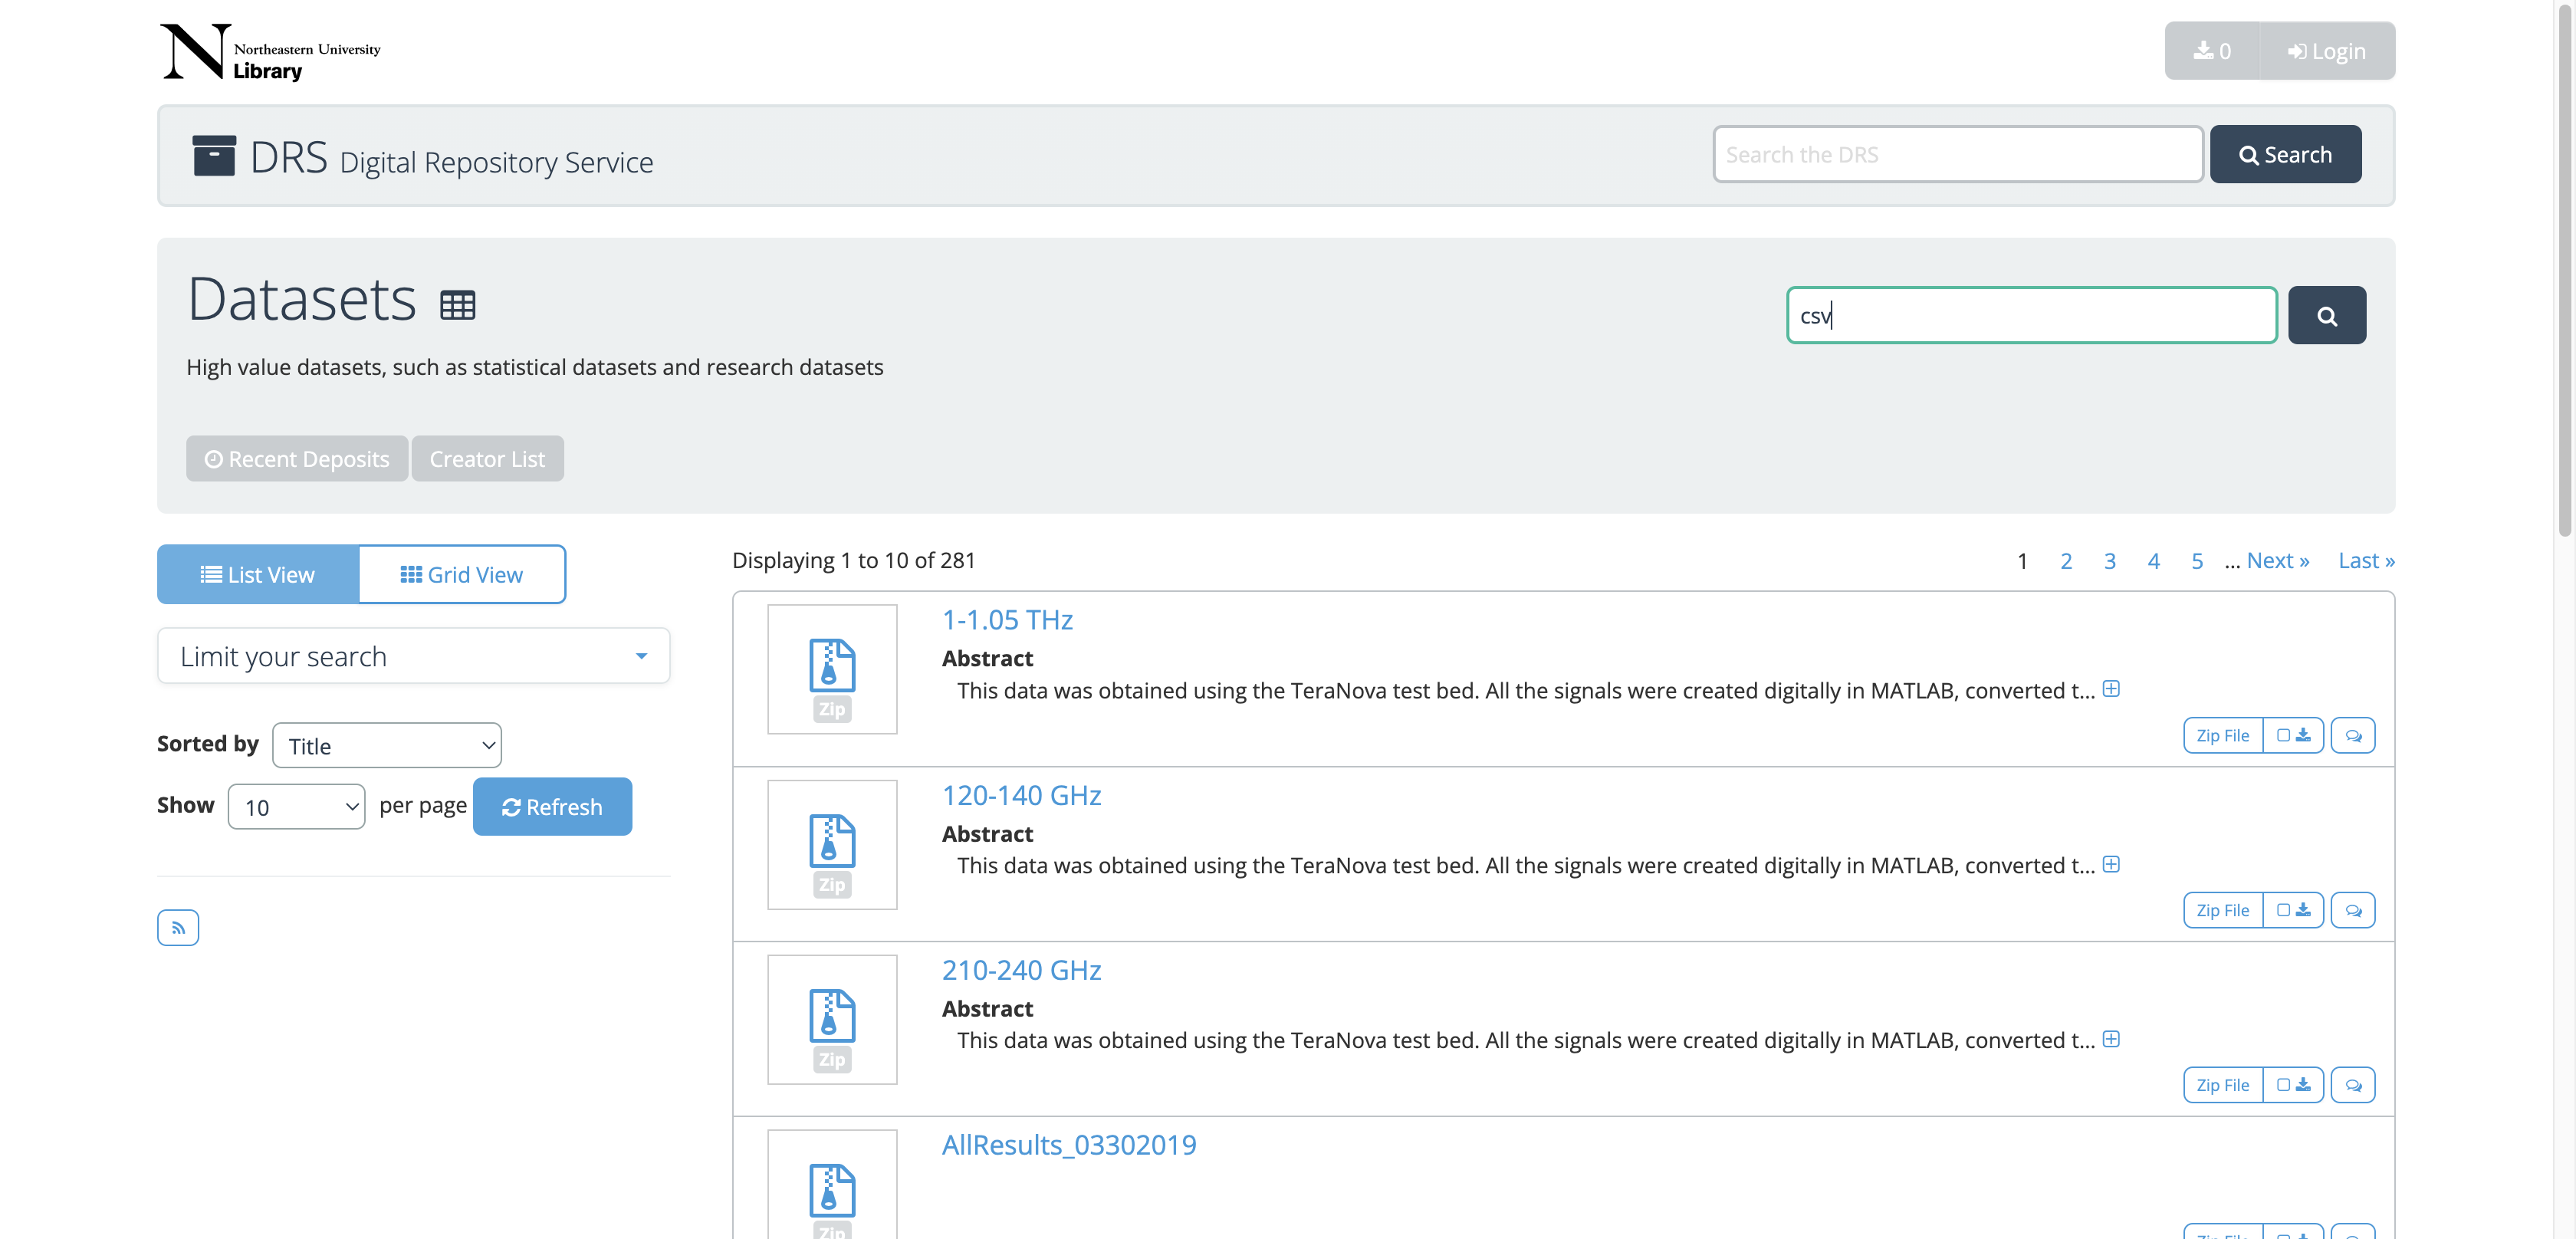 Northeastern University
Library
0
Login
DRS Digital Repository Service
Search the DRS
Search
Datasets
csv
High value datasets, such as statistical datasets and research datasets
Recent Deposits
Creator List
List View
Grid View
Limit your search
Sorted by
Title
Show
10
per page
Refresh
Displaying 1 to 10 of 281
1 2 3 4 5 ... Next » Last »
1-1.05 THz
Abstract
This data was obtained using the TeraNova test bed. All the signals were created digitally in MATLAB, converted t...
Zip
Zip File
120-140 GHz
Abstract
This data was obtained using the TeraNova test bed. All the signals were created digitally in MATLAB, converted t...
Zip
Zip File
210-240 GHz
Abstract
This data was obtained using the TeraNova test bed. All the signals were created digitally in MATLAB, converted t...
Zip
Zip File
AllResults_03302019
Zip
Zip File